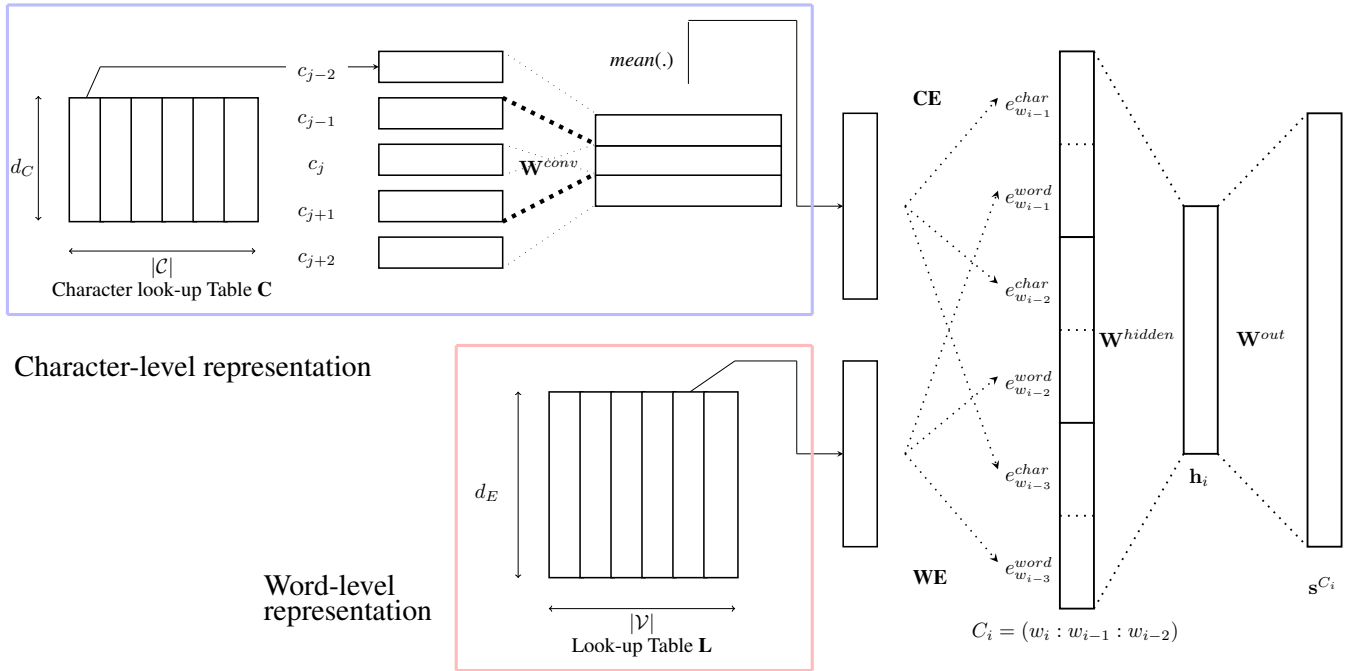 mean(.)
c_{j-2}
c_{j-1}
c_j
c_{j+1}
c_{j+2}
d_C
W^{conv}
|C|
Character look-up Table C
Character-level representation
d_E
|V|
Look-up Table L
Word-level
representation
CE
WE
e^{char}_{w_{i-1}}
e^{word}_{w_{i-1}}
e^{char}_{w_{i-2}}
e^{word}_{w_{i-2}}
e^{char}_{w_{i-3}}
e^{word}_{w_{i-3}}
C_i = (w_i : w_{i-1} : w_{i-2})
W^{hidden}
h_i
W^{out}
s^{C_i}